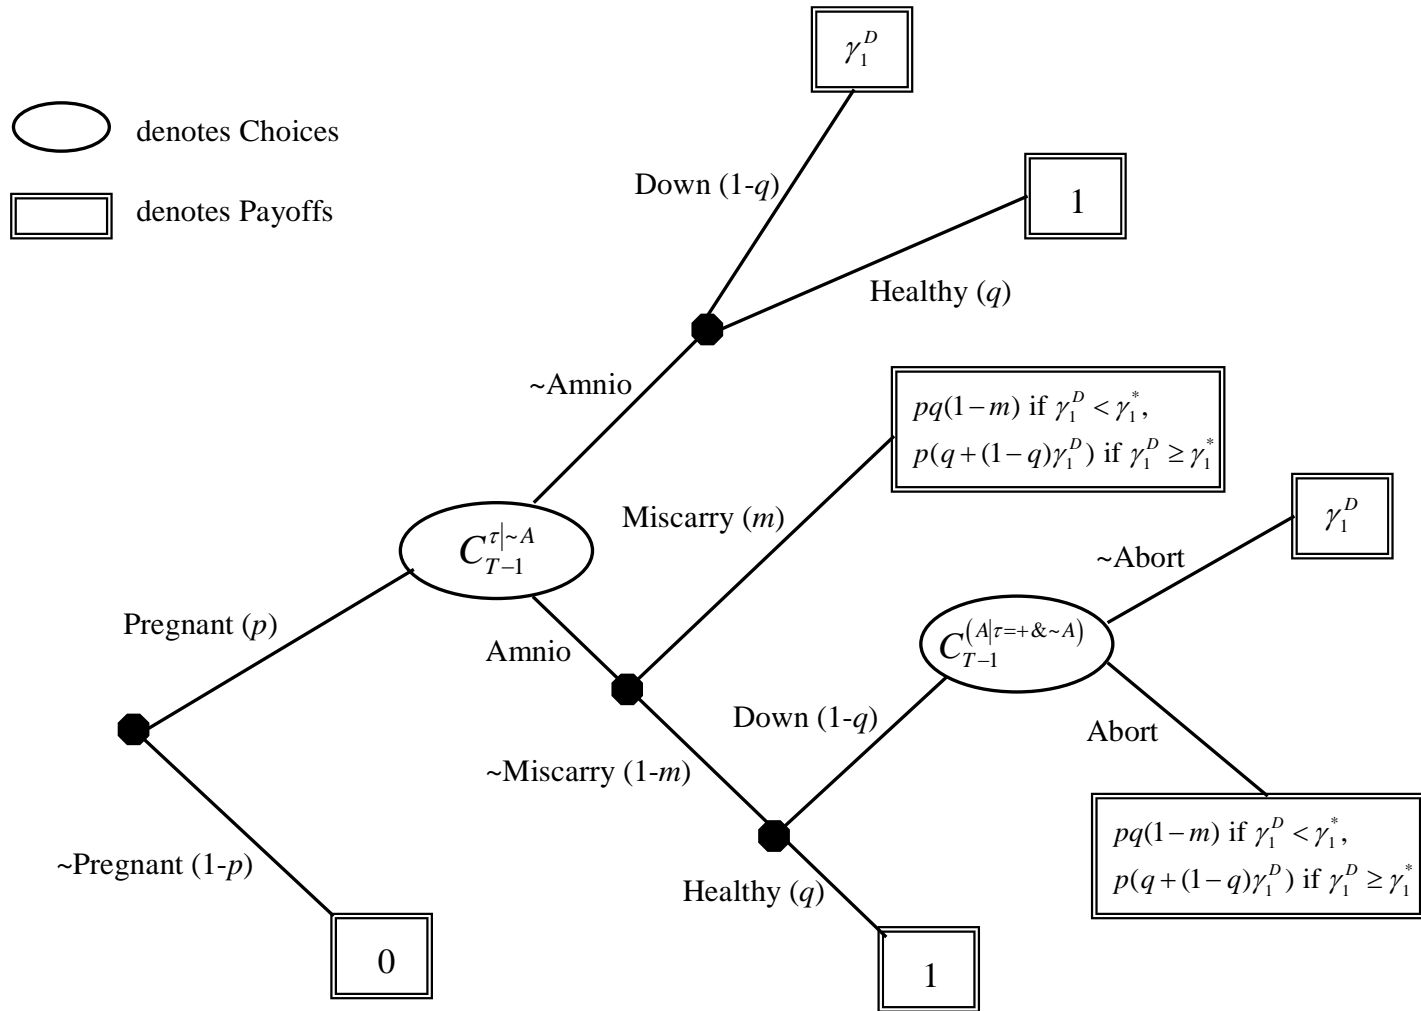 γ₁ᴰ
denotes Choices
Down (1-q)
denotes Payoffs
1
Healthy (q)
~Amnio
pq(1−m) if γ₁ᴰ < γ₁*,
p(q+(1−q)γ₁ᴰ) if γ₁ᴰ ≥ γ₁*
Miscarry (m)
γ₁ᴰ
C_{T−1}^{τ|~A}
~Abort
Pregnant (p)
Amnio
C_{T−1}^{(A|τ=+&~A)}
Down (1-q)
Abort
~Miscarry (1-m)
pq(1−m) if γ₁ᴰ < γ₁*,
p(q+(1−q)γ₁ᴰ) if γ₁ᴰ ≥ γ₁*
~Pregnant (1-p)
Healthy (q)
0
1